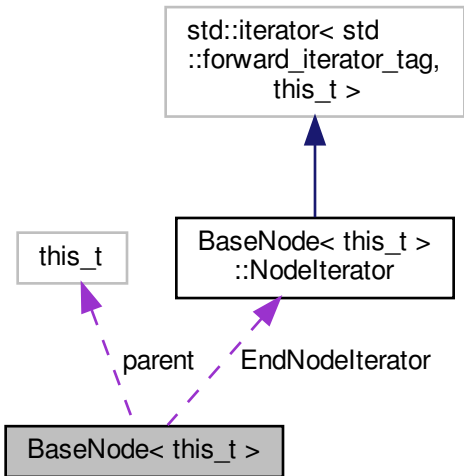 std::iterator< std
::forward_iterator_tag,
this_t >
BaseNode< this_t >
::NodeIterator
this_t
parent
EndNodeIterator
BaseNode< this_t >